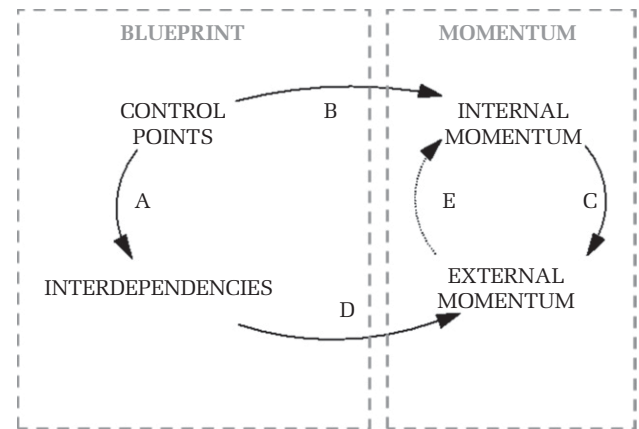 BLUEPRINT
MOMENTUM
CONTROL
POINTS
B
INTERNAL
MOMENTUM
A
E
C
INTERDEPENDENCIES
EXTERNAL
MOMENTUM
D